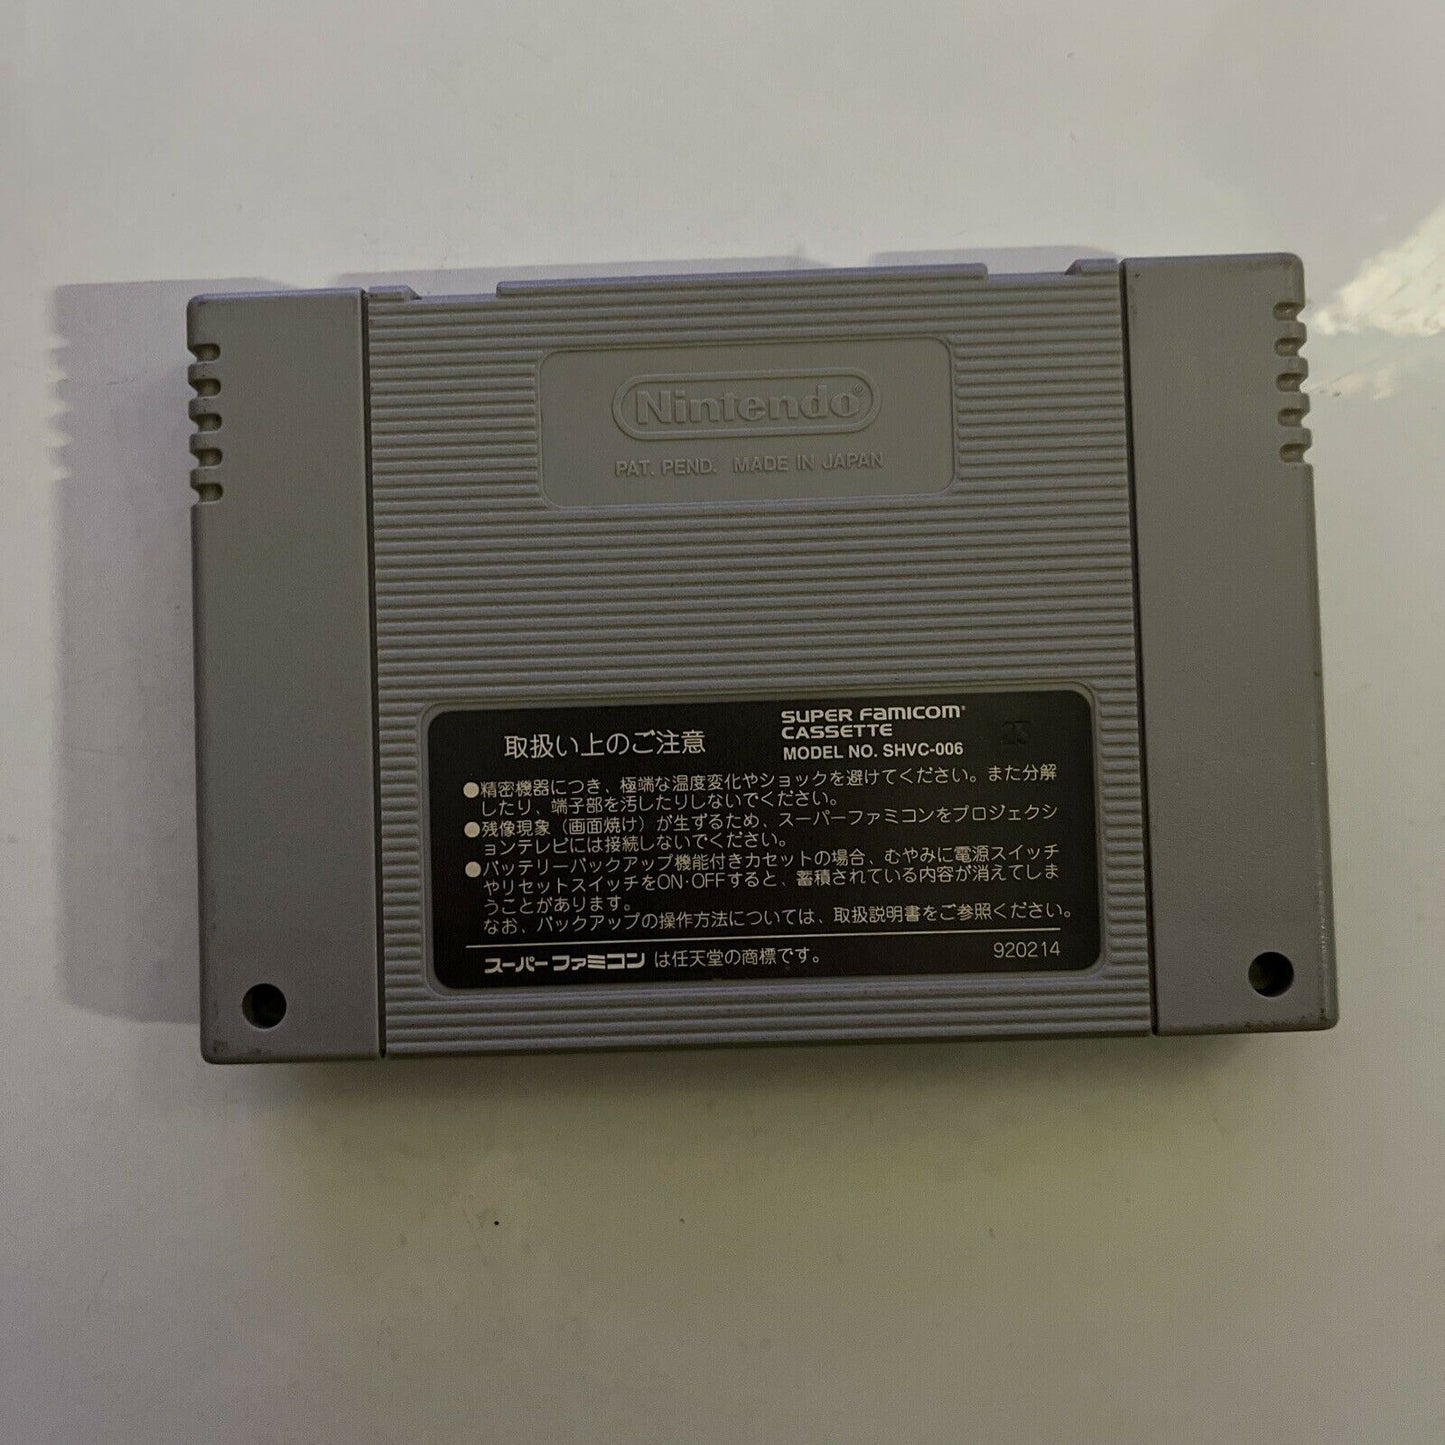 Nintendo®
PAT. PEND. MADE IN JAPAN
取扱い上のご注意
SUPER FAMICOM®
CASSETTE
MODEL NO. SHVC-006
●精密機器につき、極端な温度変化やショックを避けてください。また分解
したり、端子部を汚したりしないでください。
●残像現象（画面焼け）が生ずるため、スーパーファミコンをプロジェクシ
ョンテレビには接続しないでください。
●バッテリーバックアップ機能付きカセットの場合、むやみに電源スイッチ
やリセットスイッチをON·OFFすると、蓄積されている内容が消えてしま
うことがあります。
なお、バックアップの操作方法については、取扱説明書をご参照ください。
スーパーファミコン は任天堂の商標です。
920214